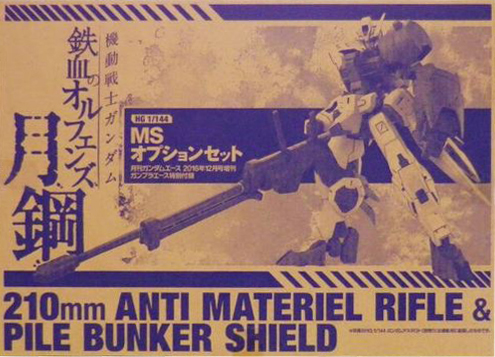 機動戦士ガンダム
鉄血のオルフェンズ
月鋼
HG 1/144
MS
オプションセット
月刊ガンダムエース 2016年12月号増刊
ガンプラエース特別付録
210mm ANTI MATERIEL RIFLE &
PILE BUNKER SHIELD